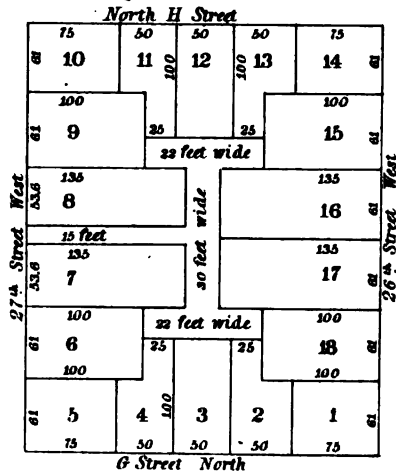 North H Street
75 50 50 50 75
61 10 11 100 12 100 13 14 61
100 100
61 9 15 61
25 25
22 feet wide
135 135
53.6 8 16 61
15 feet
30 feet wide
135 135
53.6 7 17 61
22 feet wide
100 100
61 6 25 25 18 61
100 100
61 5 4 100 3 2 1 61
75 50 50 50 75
G Street North
27th Street West
26th Street West